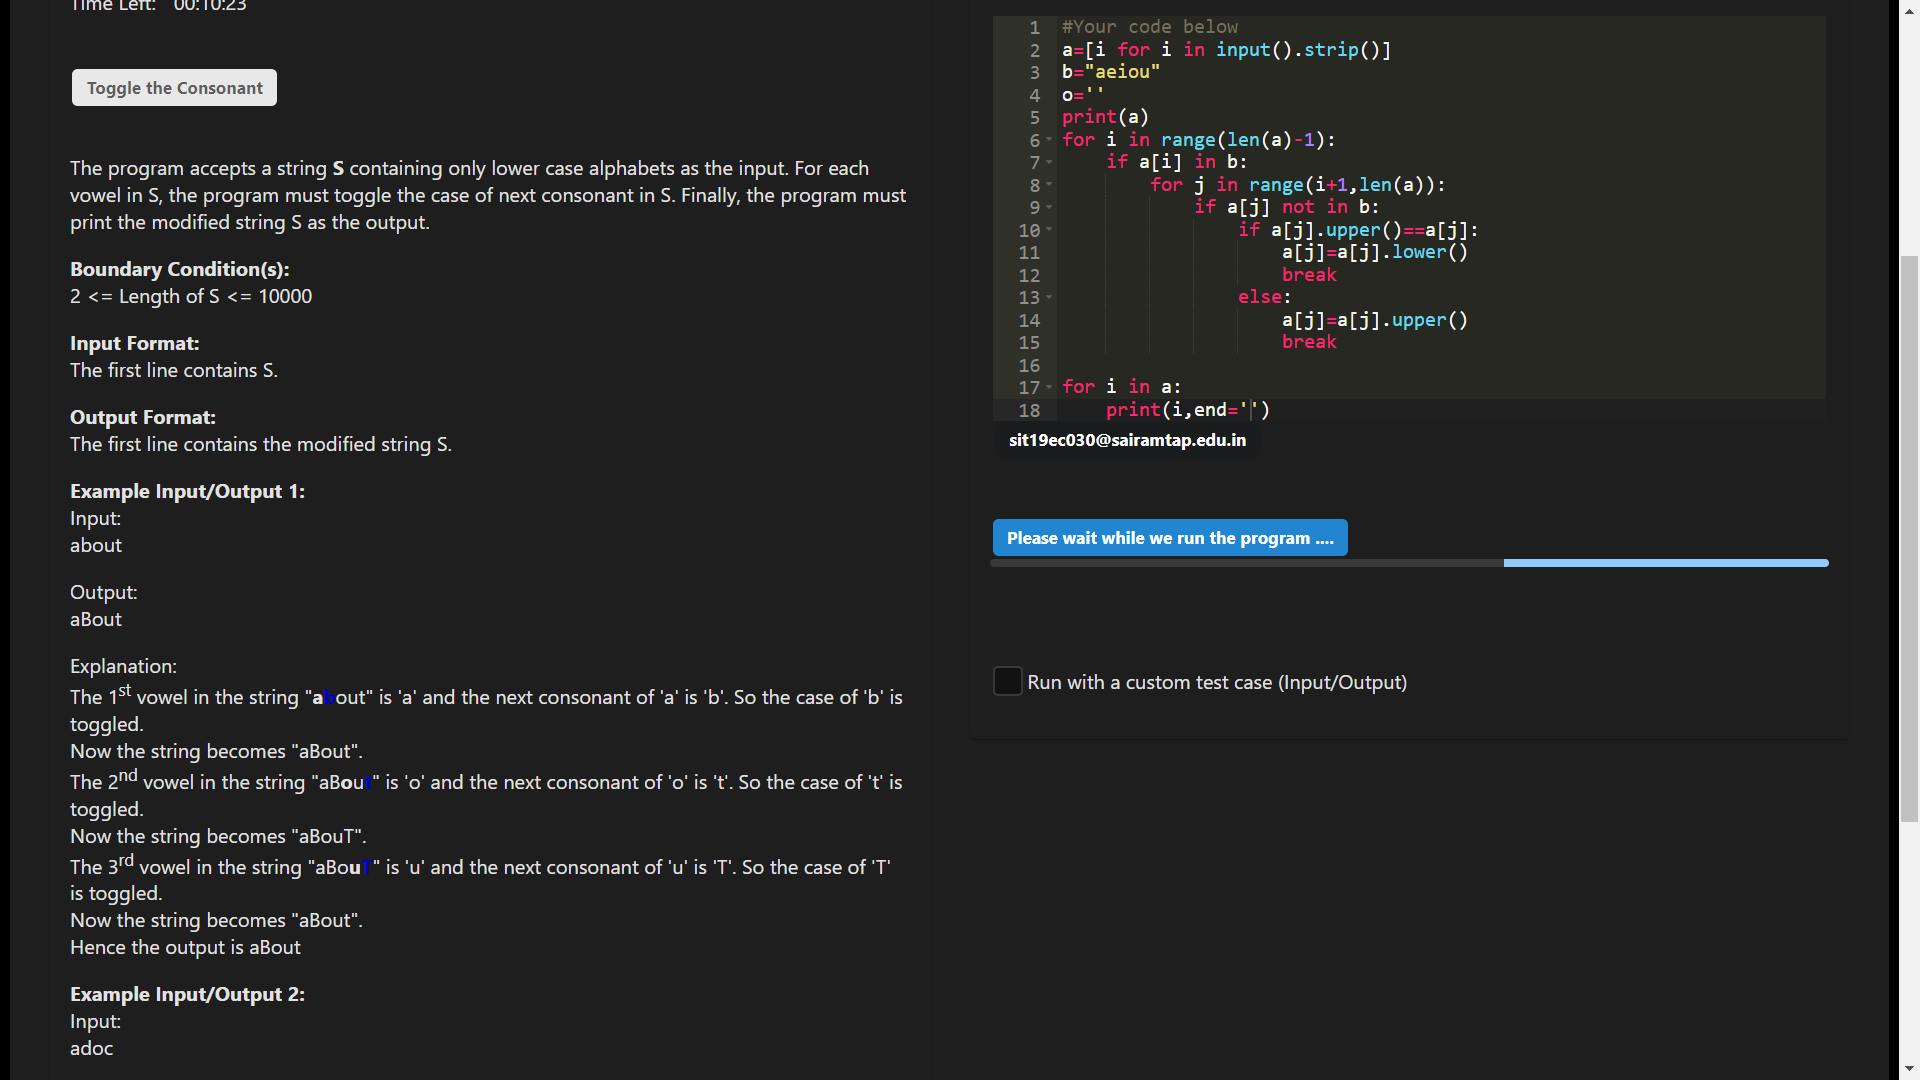 Time Left: 00:10:23
Toggle the Consonant
The program accepts a string S containing only lower case alphabets as the input. For each
vowel in S, the program must toggle the case of next consonant in S. Finally, the program must
print the modified string S as the output.
Boundary Condition(s):
2 <= Length of S <= 10000
Input Format:
The first line contains S.
Output Format:
The first line contains the modified string S.
Example Input/Output 1:
Input:
about
Output:
aBout
Explanation:
The 1st vowel in the string "about" is 'a' and the next consonant of 'a' is 'b'. So the case of 'b' is
toggled.
Now the string becomes "aBout".
The 2nd vowel in the string "aBout" is 'o' and the next consonant of 'o' is 't'. So the case of 't' is
toggled.
Now the string becomes "aBouT".
The 3rd vowel in the string "aBouT" is 'u' and the next consonant of 'u' is 'T'. So the case of 'T'
is toggled.
Now the string becomes "aBout".
Hence the output is aBout
Example Input/Output 2:
Input:
adoc
1 #Your code below
2 a=[i for i in input().strip()]
3 b="aeiou"
4 o=''
5 print(a)
6 for i in range(len(a)-1):
7     if a[i] in b:
8         for j in range(i+1,len(a)):
9             if a[j] not in b:
10                 if a[j].upper()==a[j]:
11                     a[j]=a[j].lower()
12                     break
13                 else:
14                     a[j]=a[j].upper()
15                     break
16
17 for i in a:
18     print(i,end='')
sit19ec030@sairamtap.edu.in
Please wait while we run the program ....
Run with a custom test case (Input/Output)